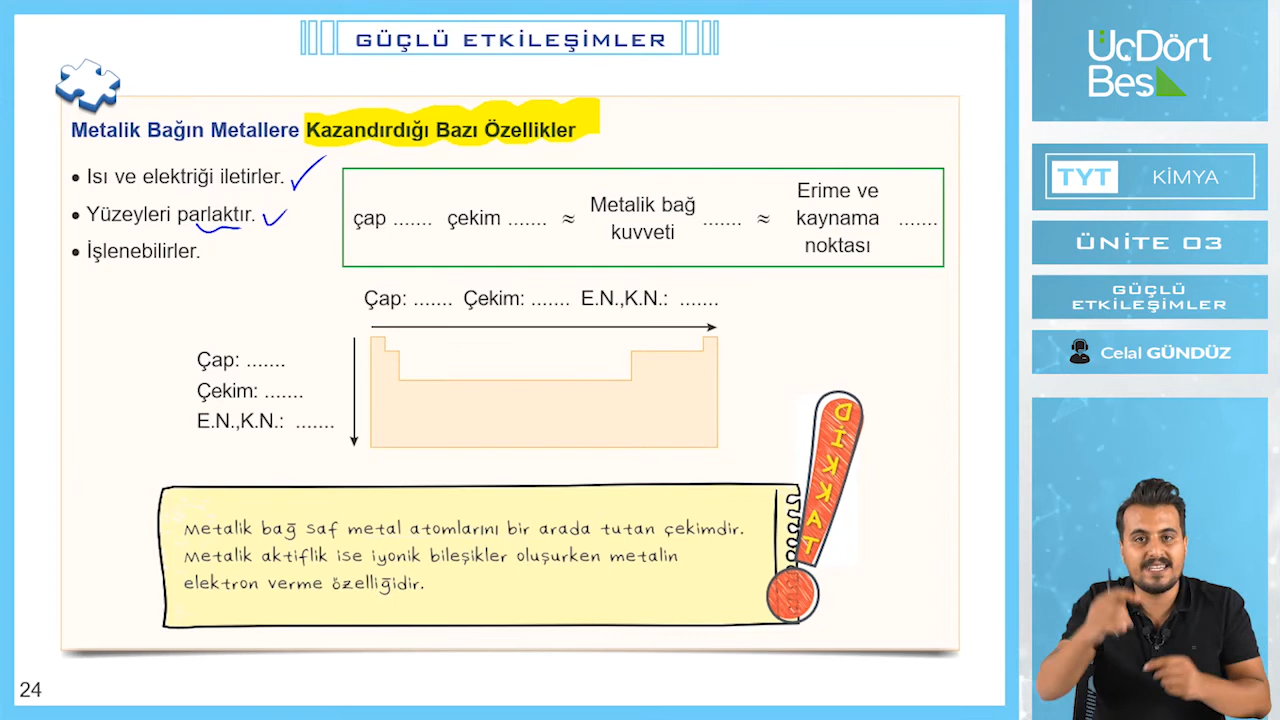 GÜÇLÜ ETKİLEŞİMLER
Metalik Bağın Metallere Kazandırdığı Bazı Özellikler
• Isı ve elektriği iletirler.
• Yüzeyleri parlaktır.
• İşlenebilirler.
çap ....... çekim ....... ≈ Metalik bağ kuvveti ....... ≈ Erime ve kaynama noktası .......
Çap: ....... Çekim: ....... E.N.,K.N.: .......
Çap: .......
Çekim: .......
E.N.,K.N.: .......
Metalik bağ saf metal atomlarını bir arada tutan çekimdir.
Metalik aktiflik ise iyonik bileşikler oluşurken metalin
elektron verme özelliğidir.
DİKKAT
24
ÜçDört
Beş
TYT KİMYA
ÜNİTE 03
GÜÇLÜ
ETKİLEŞİMLER
Celal GÜNDÜZ